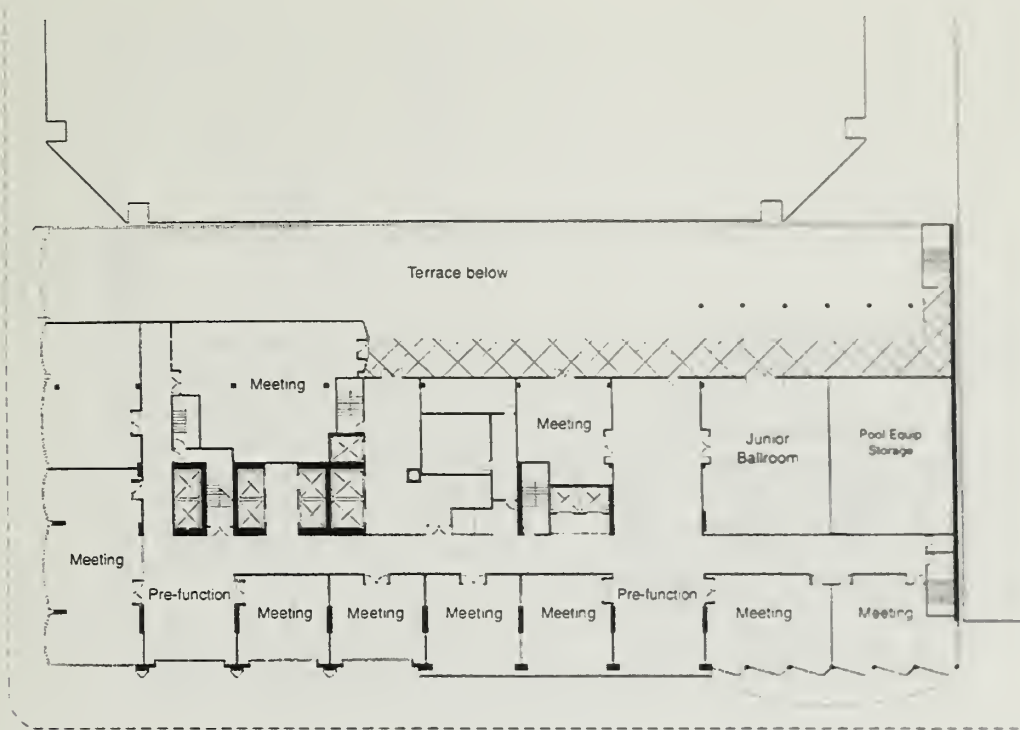 Terrace below
Meeting
Meeting
Junior
Ballroom
Pool Equip
Storage
Meeting
Pre-function
Meeting
Meeting
Meeting
Meeting
Pre-function
Meeting
Meeting